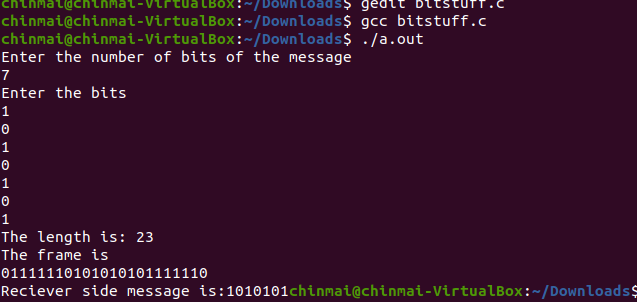 chinmai@chinmai-VirtualBox:~/Downloads$ gedit bitstuff.c
chinmai@chinmai-VirtualBox:~/Downloads$ gcc bitstuff.c
chinmai@chinmai-VirtualBox:~/Downloads$ ./a.out
Enter the number of bits of the message
7
Enter the bits
1
0
1
0
1
0
1
The length is: 23
The frame is
01111110101010101111110
Reciever side message is:1010101chinmai@chinmai-VirtualBox:~/Downloads$